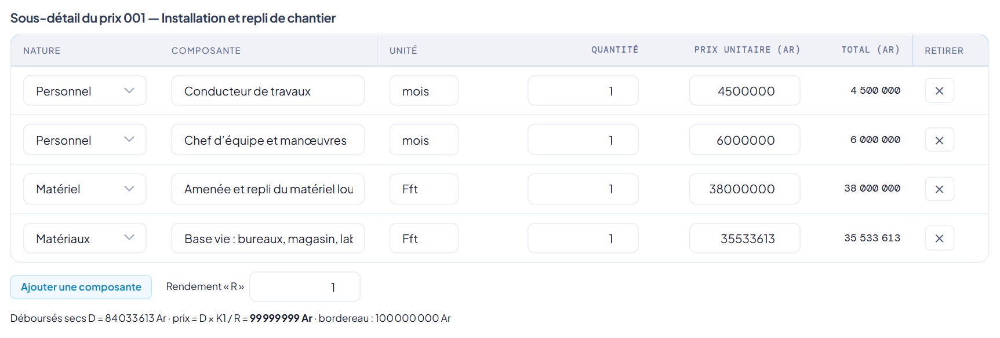 Sous-détail du prix 001 — Installation et repli de chantier
NATURE COMPOSANTE UNITÉ QUANTITÉ PRIX UNITAIRE (AR) TOTAL (AR) RETIRER
Personnel Conducteur de travaux mois 1 4500000 4 500 000 ×
Personnel Chef d’équipe et manœuvres mois 1 6000000 6 000 000 ×
Matériel Amenée et repli du matériel lou Fft 1 38000000 38 000 000 ×
Matériaux Base vie : bureaux, magasin, lab Fft 1 35533613 35 533 613 ×
Ajouter une composante Rendement « R » 1
Déboursés secs D = 84 033 613 Ar · prix = D × K1 / R = 99 999 999 Ar · bordereau : 100 000 000 Ar